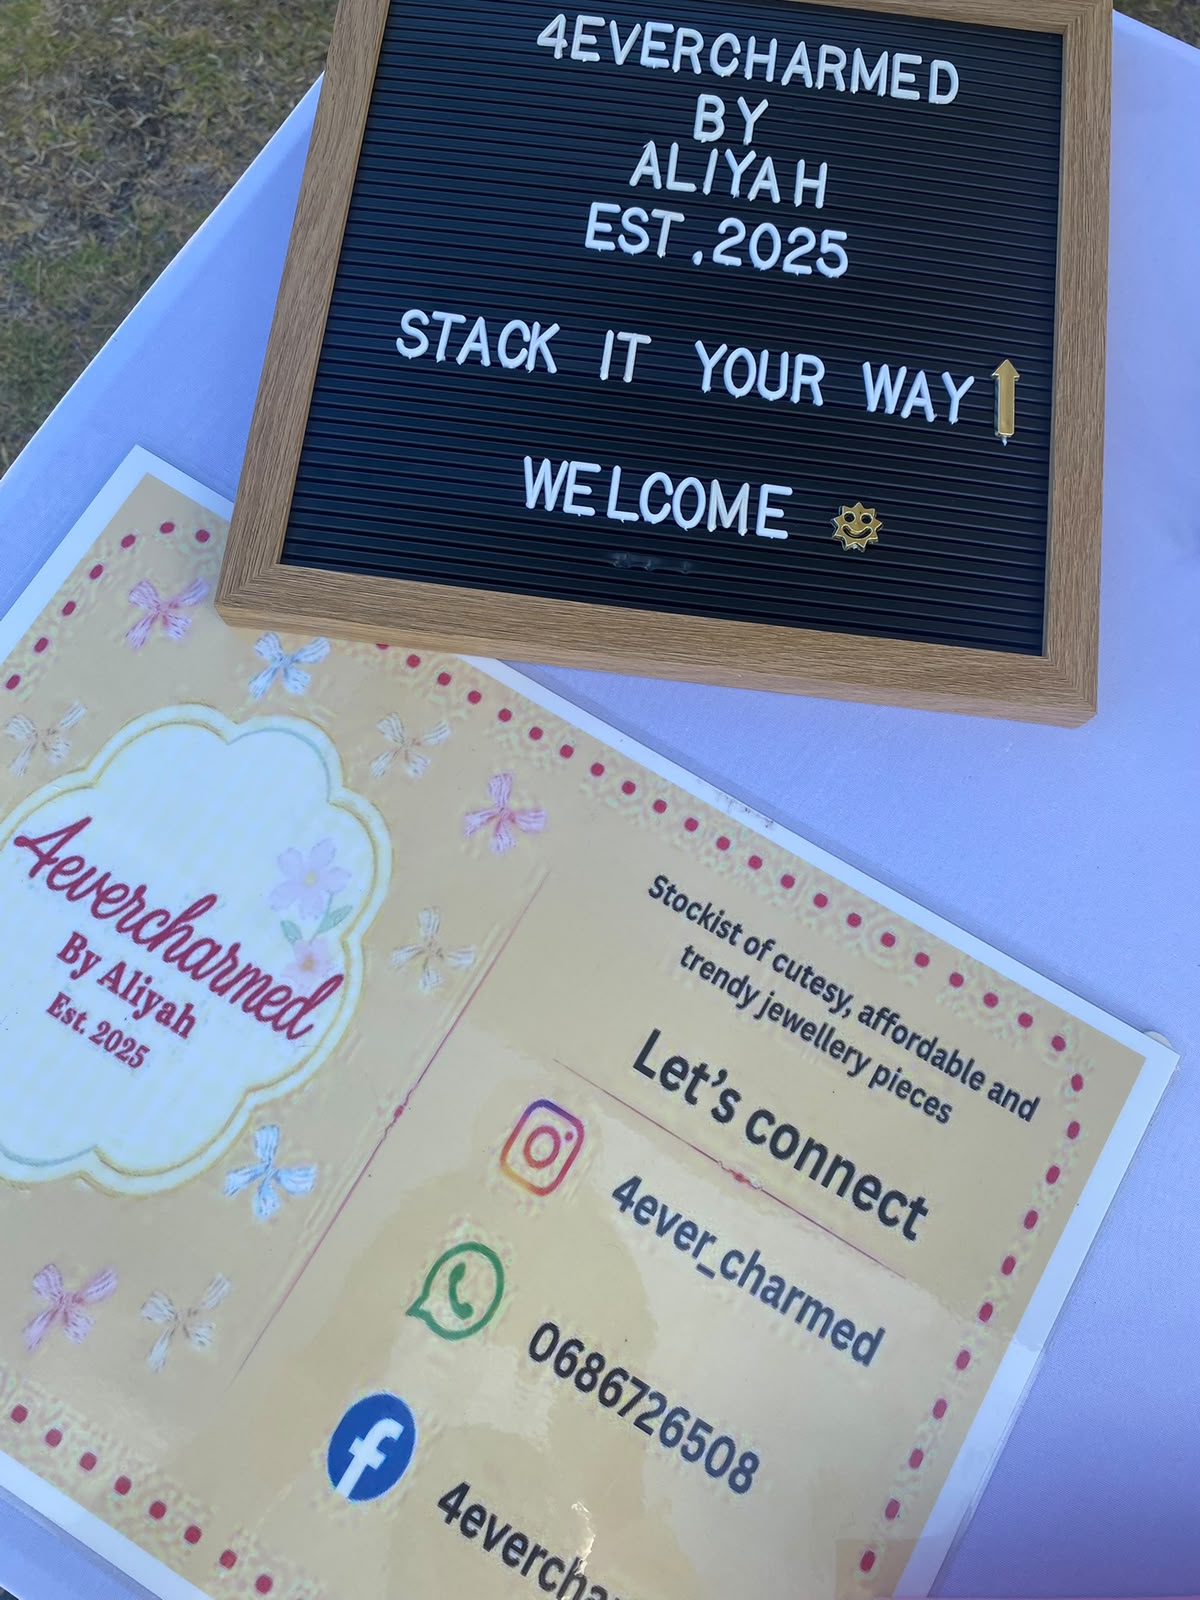 4EVERCHARMED
BY
ALIYAH
EST.2025
STACK IT YOUR WAY
WELCOME
4evercharmed
By Aliyah
Est. 2025
Stockist of cutesy, affordable and
trendy jewellery pieces
Let's connect
4ever_charmed
0686726508